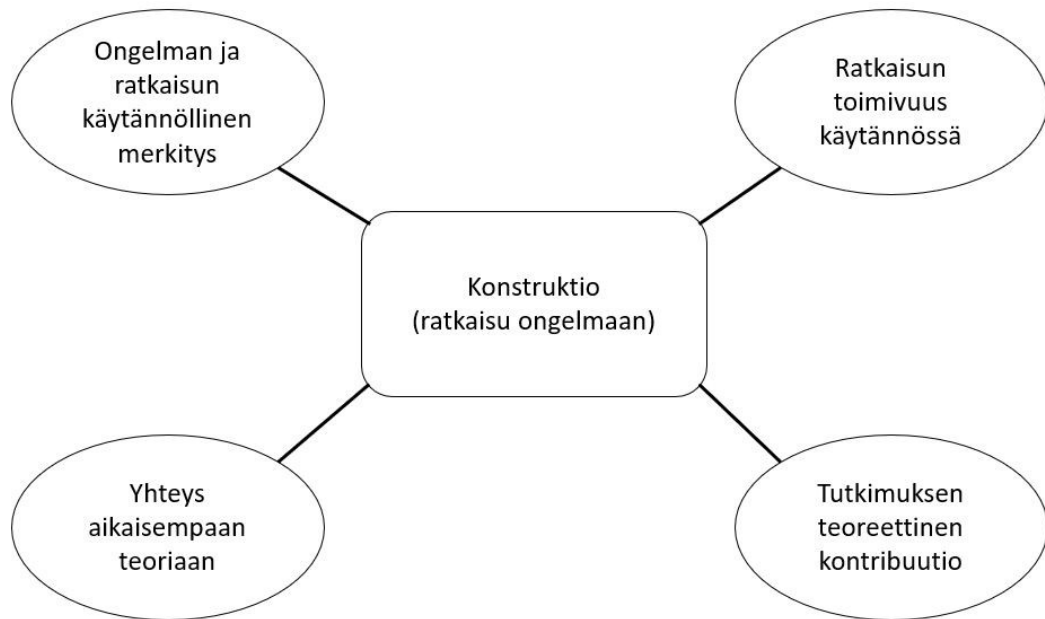 Ongelman ja
ratkaisun
käytännöllinen
merkitys
Ratkaisun
toimivuus
käytännössä
Konstruktio
(ratkaisu ongelmaan)
Yhteys
aikaisempaan
teoriaan
Tutkimuksen
teoreettinen
kontribuutio